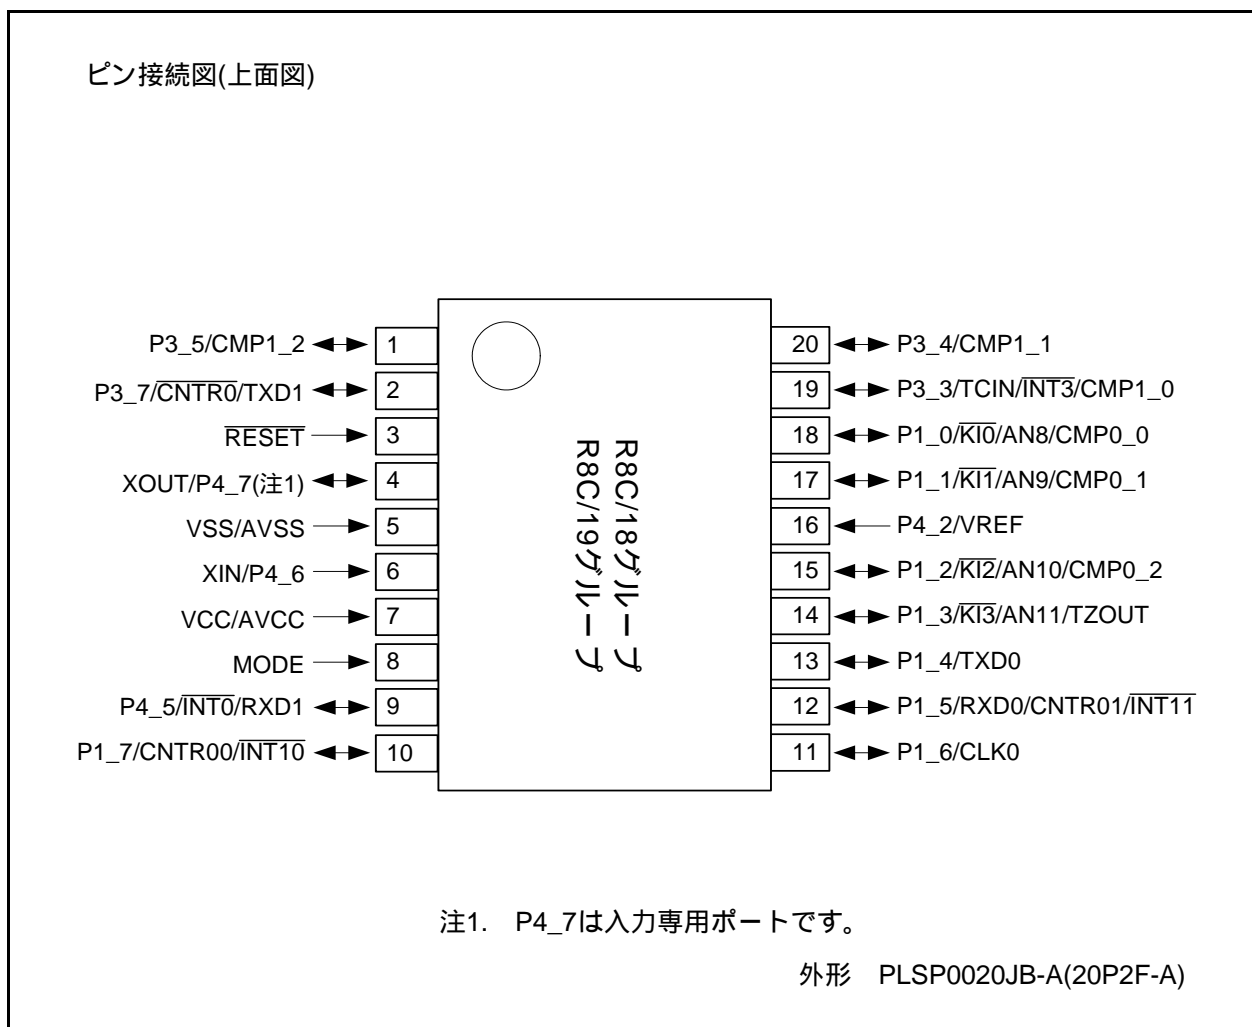 ピン接続図(上面図)
P3_5/CMP1_2 1
P3_7/CNTR0/TXD1 2
RESET 3
XOUT/P4_7(注1) 4
VSS/AVSS 5
XIN/P4_6 6
VCC/AVCC 7
MODE 8
P4_5/INT0/RXD1 9
P1_7/CNTR00/INT10 10
R8C/18グループ
R8C/19グループ
20 P3_4/CMP1_1
19 P3_3/TCIN/INT3/CMP1_0
18 P1_0/KI0/AN8/CMP0_0
17 P1_1/KI1/AN9/CMP0_1
16 P4_2/VREF
15 P1_2/KI2/AN10/CMP0_2
14 P1_3/KI3/AN11/TZOUT
13 P1_4/TXD0
12 P1_5/RXD0/CNTR01/INT11
11 P1_6/CLK0
注1. P4_7は入力専用ポートです。
外形 PLSP0020JB-A(20P2F-A)